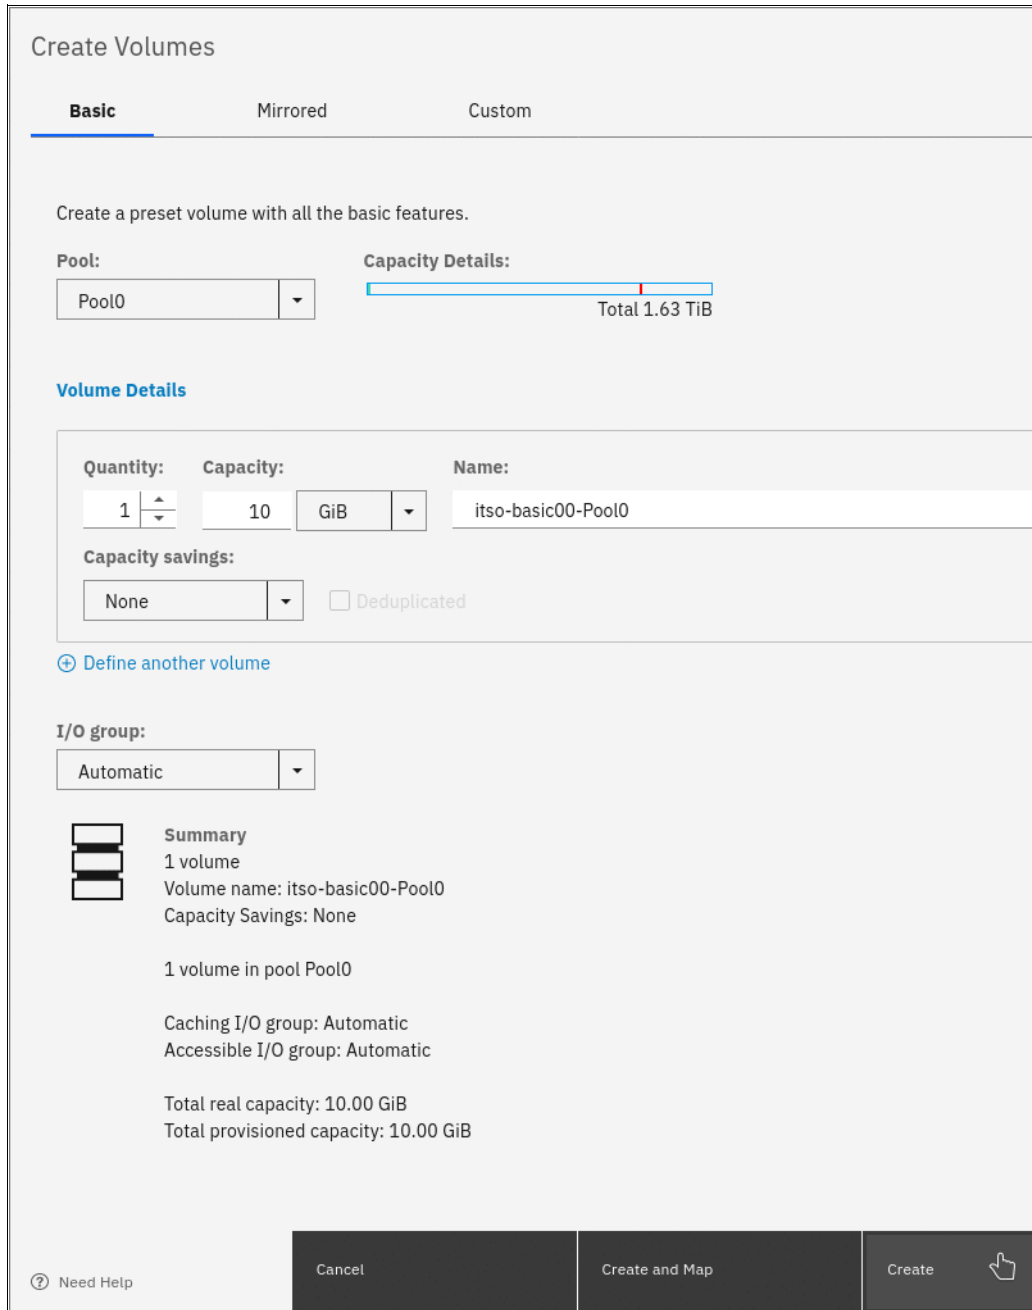 Create Volumes
Basic Mirrored Custom
Create a preset volume with all the basic features.
Pool: Capacity Details:
Pool0
Total 1.63 TiB
Volume Details
Quantity: Capacity: Name:
1 10 GiB itso-basic00-Pool0
Capacity savings:
None Deduplicated
Define another volume
I/O group:
Automatic
Summary
1 volume
Volume name: itso-basic00-Pool0
Capacity Savings: None
1 volume in pool Pool0
Caching I/O group: Automatic
Accessible I/O group: Automatic
Total real capacity: 10.00 GiB
Total provisioned capacity: 10.00 GiB
? Need Help Cancel Create and Map Create